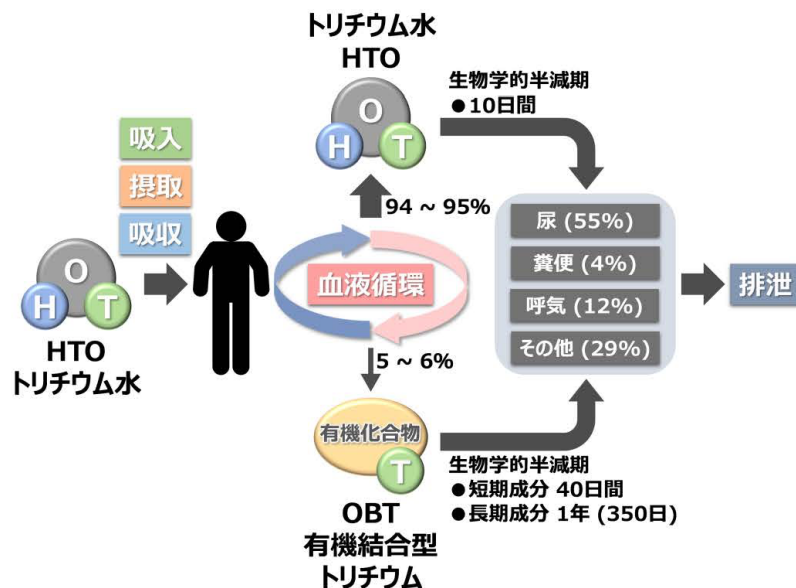 トリチウム水
HTO
O
H
T
生物学的半減期
●10日間
吸入
摂取
吸収
94 ~ 95%
O
H
T
HTO
トリチウム水
血液循環
尿 (55%)
糞便 (4%)
呼気 (12%)
その他 (29%)
排泄
5 ~ 6%
有機化合物
T
OBT
有機結合型
トリチウム
生物学的半減期
●短期成分 40日間
●長期成分 1年 (350日)